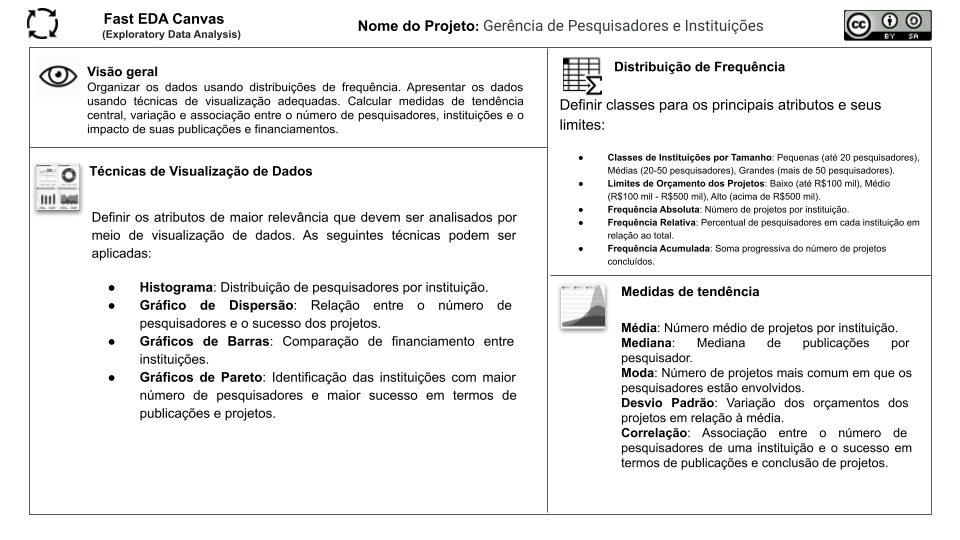 Fast EDA Canvas
(Exploratory Data Analysis)
Nome do Projeto: Gerência de Pesquisadores e Instituições
CC BY SA
Visão geral
Organizar os dados usando distribuições de frequência. Apresentar os dados
usando técnicas de visualização adequadas. Calcular medidas de tendência
central, variação e associação entre o número de pesquisadores, instituições e o
impacto de suas publicações e financiamentos.
Técnicas de Visualização de Dados
Definir os atributos de maior relevância que devem ser analisados por
meio de visualização de dados. As seguintes técnicas podem ser
aplicadas:
● Histograma: Distribuição de pesquisadores por instituição.
● Gráfico de Dispersão: Relação entre o número de
pesquisadores e o sucesso dos projetos.
● Gráficos de Barras: Comparação de financiamento entre
instituições.
● Gráficos de Pareto: Identificação das instituições com maior
número de pesquisadores e maior sucesso em termos de
publicações e projetos.
Distribuição de Frequência
Definir classes para os principais atributos e seus
limites:
● Classes de Instituições por Tamanho: Pequenas (até 20 pesquisadores),
Médias (20-50 pesquisadores), Grandes (mais de 50 pesquisadores).
● Limites de Orçamento dos Projetos: Baixo (até R$100 mil), Médio
(R$100 mil - R$500 mil), Alto (acima de R$500 mil).
● Frequência Absoluta: Número de projetos por instituição.
● Frequência Relativa: Percentual de pesquisadores em cada instituição em
relação ao total.
● Frequência Acumulada: Soma progressiva do número de projetos
concluídos.
Medidas de tendência
Média: Número médio de projetos por instituição.
Mediana: Mediana de publicações por
pesquisador.
Moda: Número de projetos mais comum em que os
pesquisadores estão envolvidos.
Desvio Padrão: Variação dos orçamentos dos
projetos em relação à média.
Correlação: Associação entre o número de
pesquisadores de uma instituição e o sucesso em
termos de publicações e conclusão de projetos.